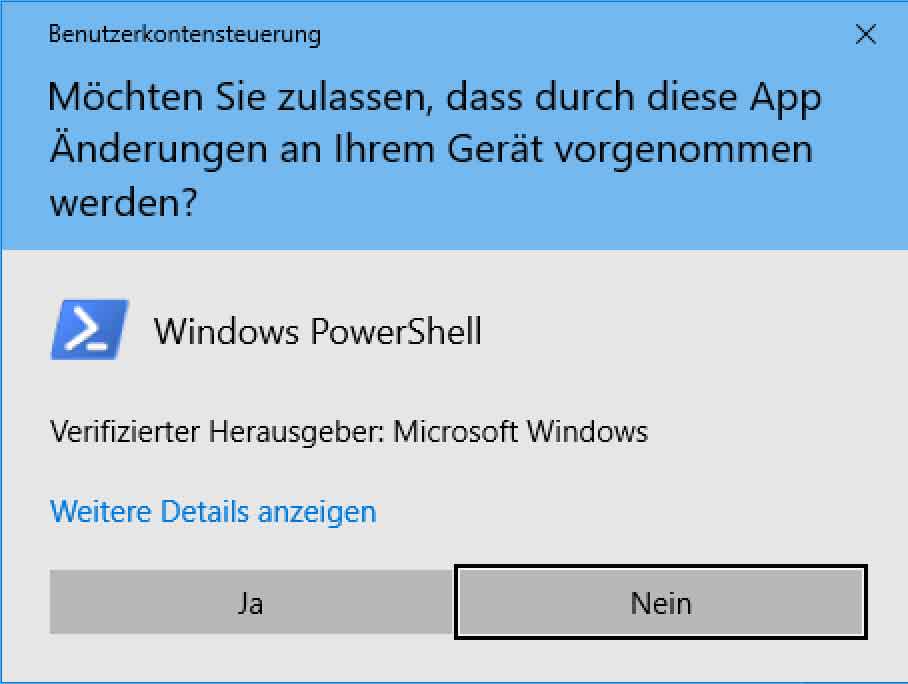 Benutzerkontensteuerung
Möchten Sie zulassen, dass durch diese App
Änderungen an Ihrem Gerät vorgenommen
werden?
Windows PowerShell
Verifizierter Herausgeber: Microsoft Windows
Weitere Details anzeigen
Ja
Nein